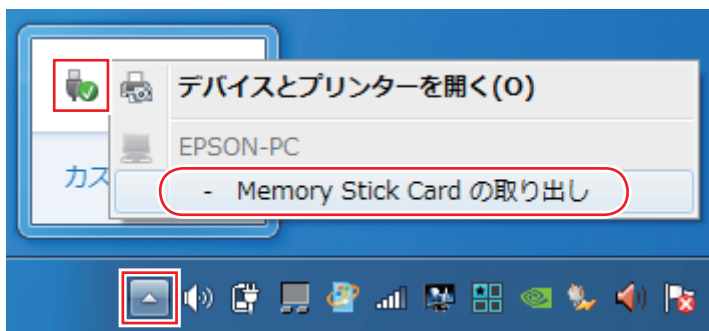 デバイスとプリンターを開く(O)
EPSON-PC
カス
- Memory Stick Card の取り出し